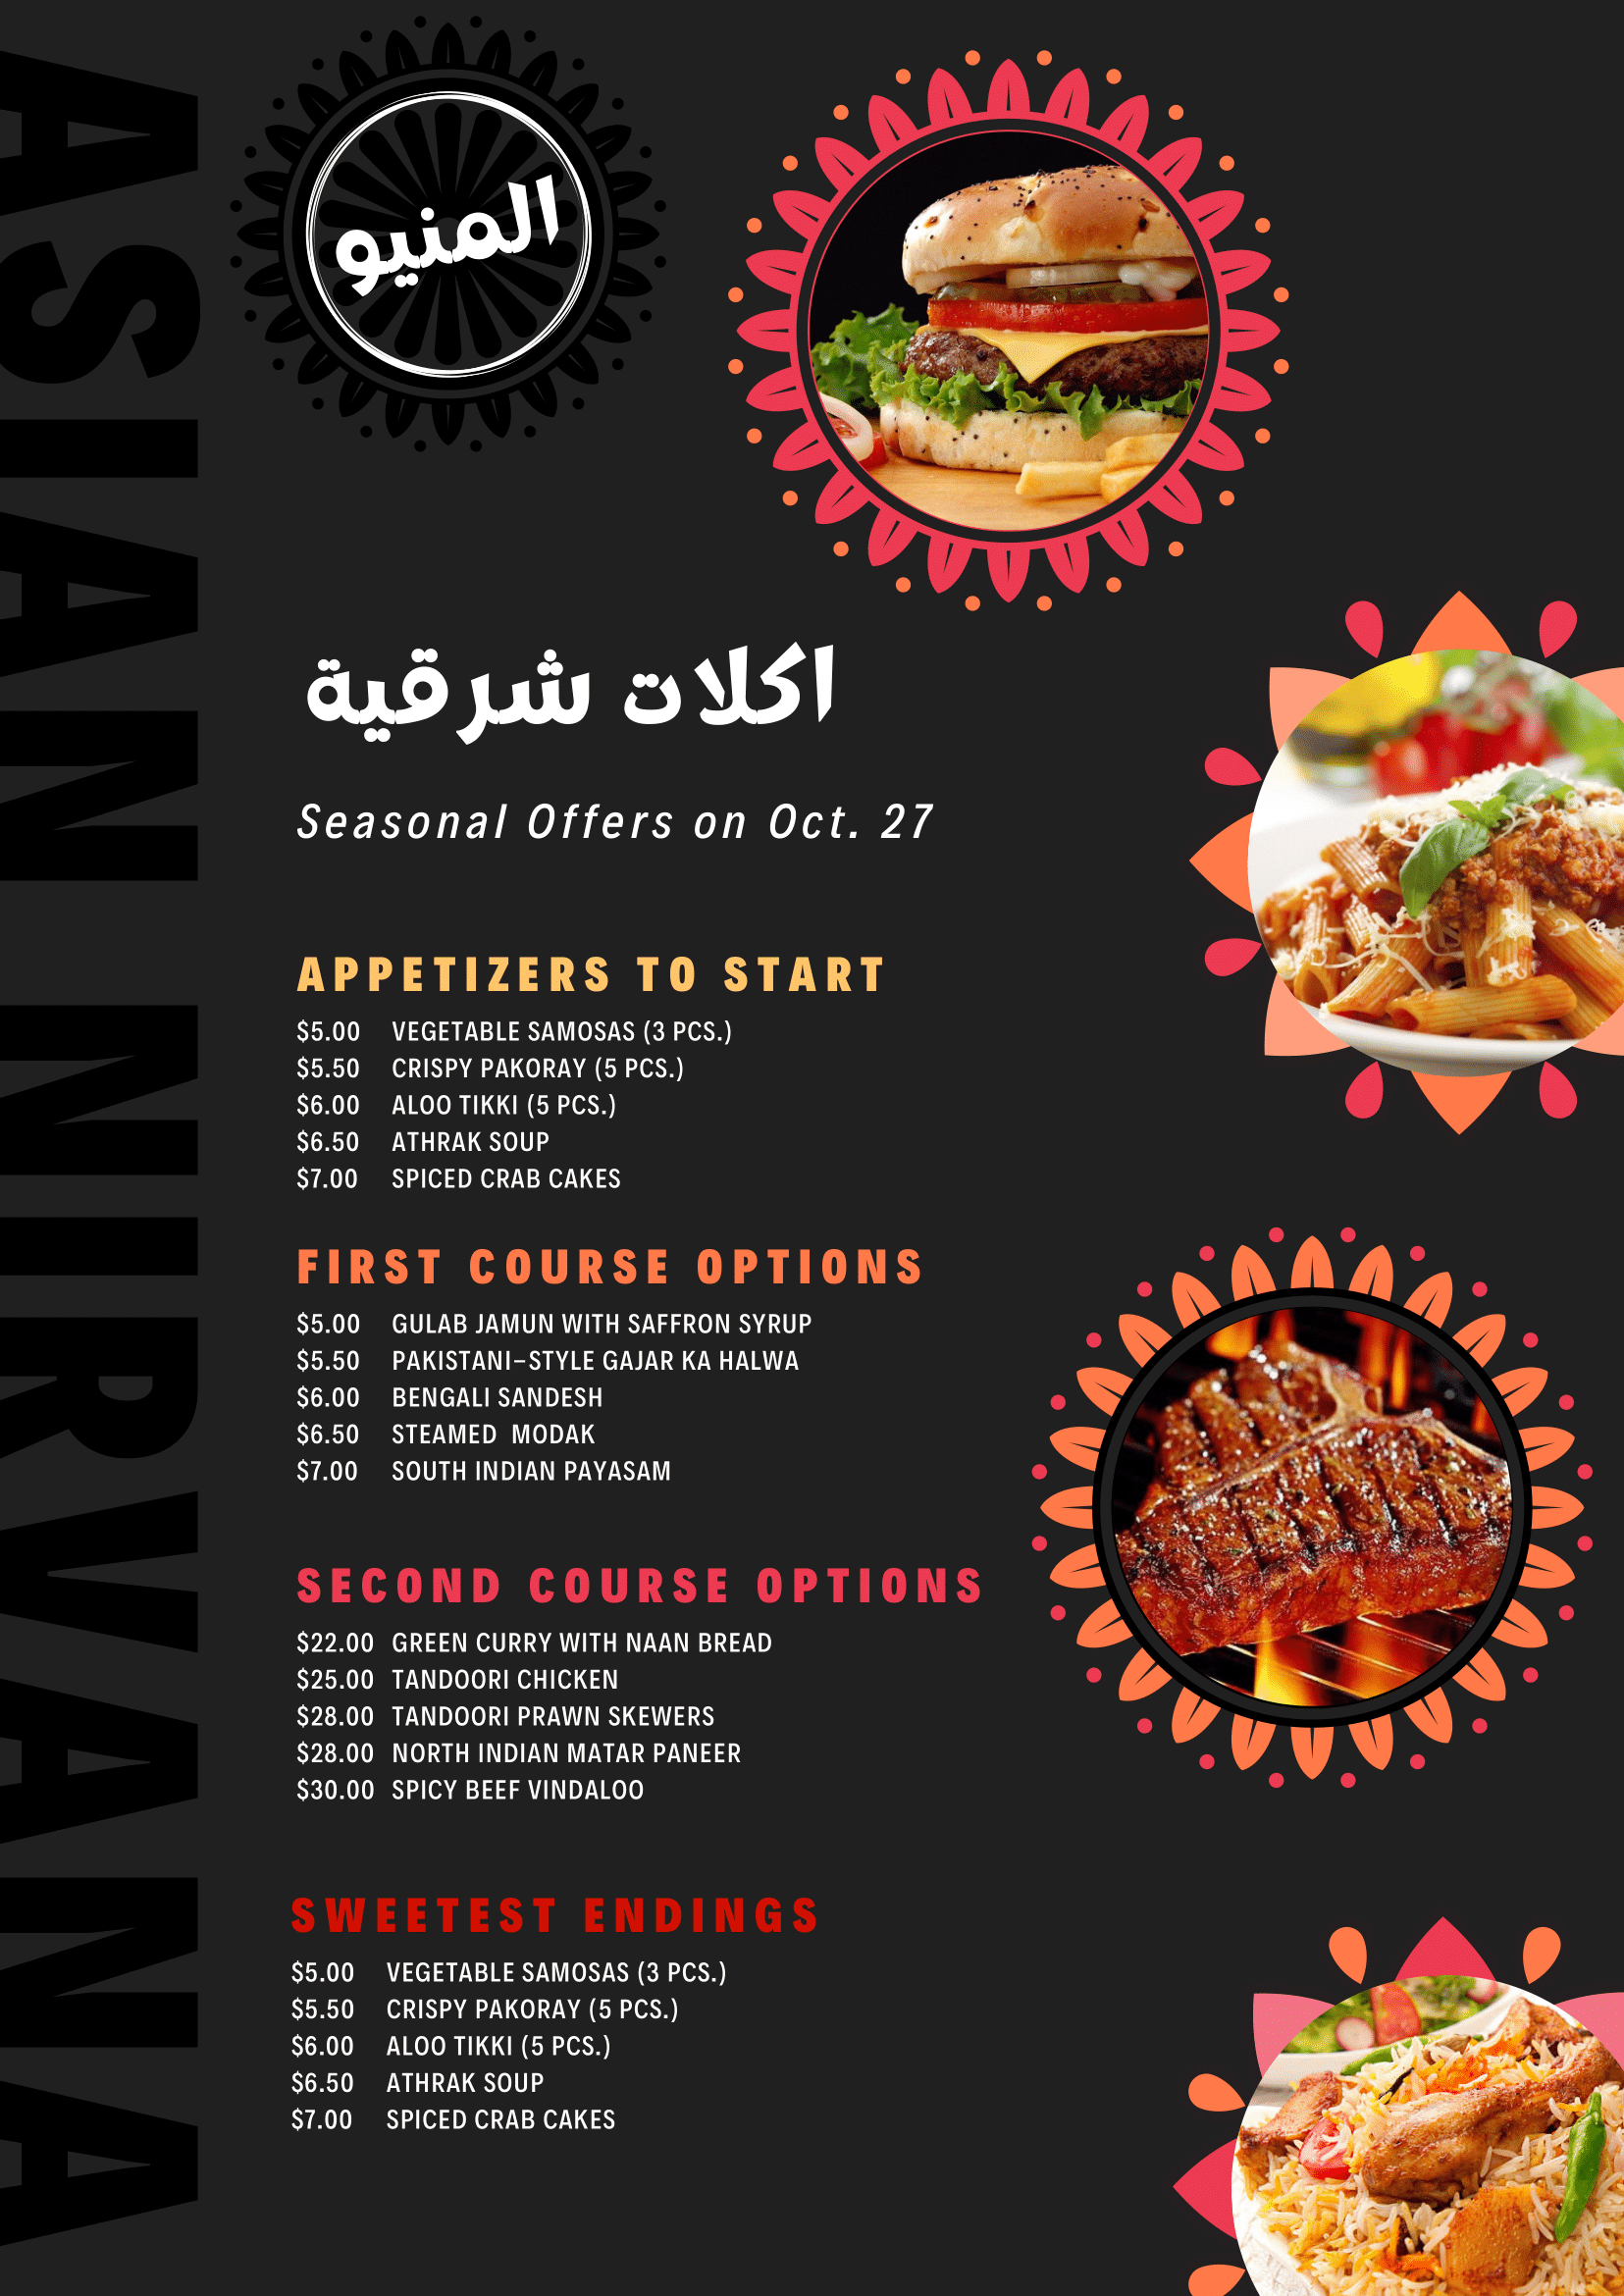 ASIAN NIRVANA
المنيو
اكلات شرقية
Seasonal Offers on Oct. 27
APPETIZERS TO START
$5.00 VEGETABLE SAMOSAS (3 PCS.)
$5.50 CRISPY PAKORAY (5 PCS.)
$6.00 ALOO TIKKI (5 PCS.)
$6.50 ATHRAK SOUP
$7.00 SPICED CRAB CAKES
FIRST COURSE OPTIONS
$5.00 GULAB JAMUN WITH SAFFRON SYRUP
$5.50 PAKISTANI-STYLE GAJAR KA HALWA
$6.00 BENGALI SANDESH
$6.50 STEAMED MODAK
$7.00 SOUTH INDIAN PAYASAM
SECOND COURSE OPTIONS
$22.00 GREEN CURRY WITH NAAN BREAD
$25.00 TANDOORI CHICKEN
$28.00 TANDOORI PRAWN SKEWERS
$28.00 NORTH INDIAN MATAR PANEER
$30.00 SPICY BEEF VINDALOO
SWEETEST ENDINGS
$5.00 VEGETABLE SAMOSAS (3 PCS.)
$5.50 CRISPY PAKORAY (5 PCS.)
$6.00 ALOO TIKKI (5 PCS.)
$6.50 ATHRAK SOUP
$7.00 SPICED CRAB CAKES